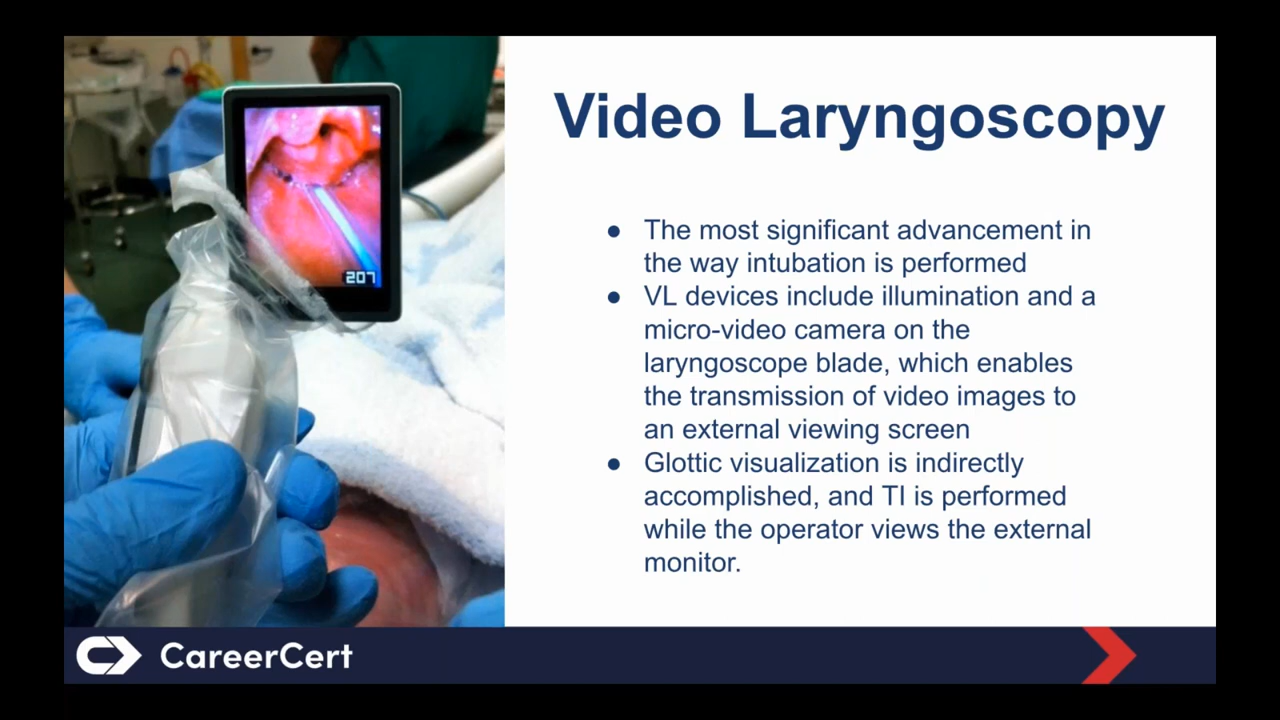 Video Laryngoscopy
● The most significant advancement in
the way intubation is performed
● VL devices include illumination and a
micro-video camera on the
laryngoscope blade, which enables
the transmission of video images to
an external viewing screen
● Glottic visualization is indirectly
accomplished, and TI is performed
while the operator views the external
monitor.
207
CareerCert